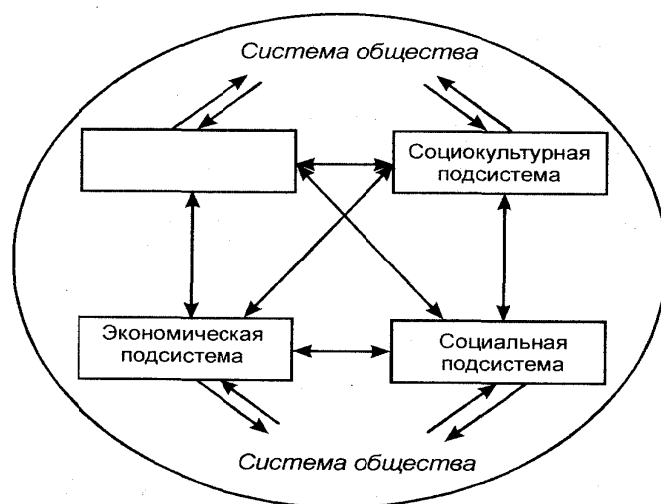 Система общества
Социокультурная
подсистема
Экономическая
подсистема
Социальная
подсистема
Система общества